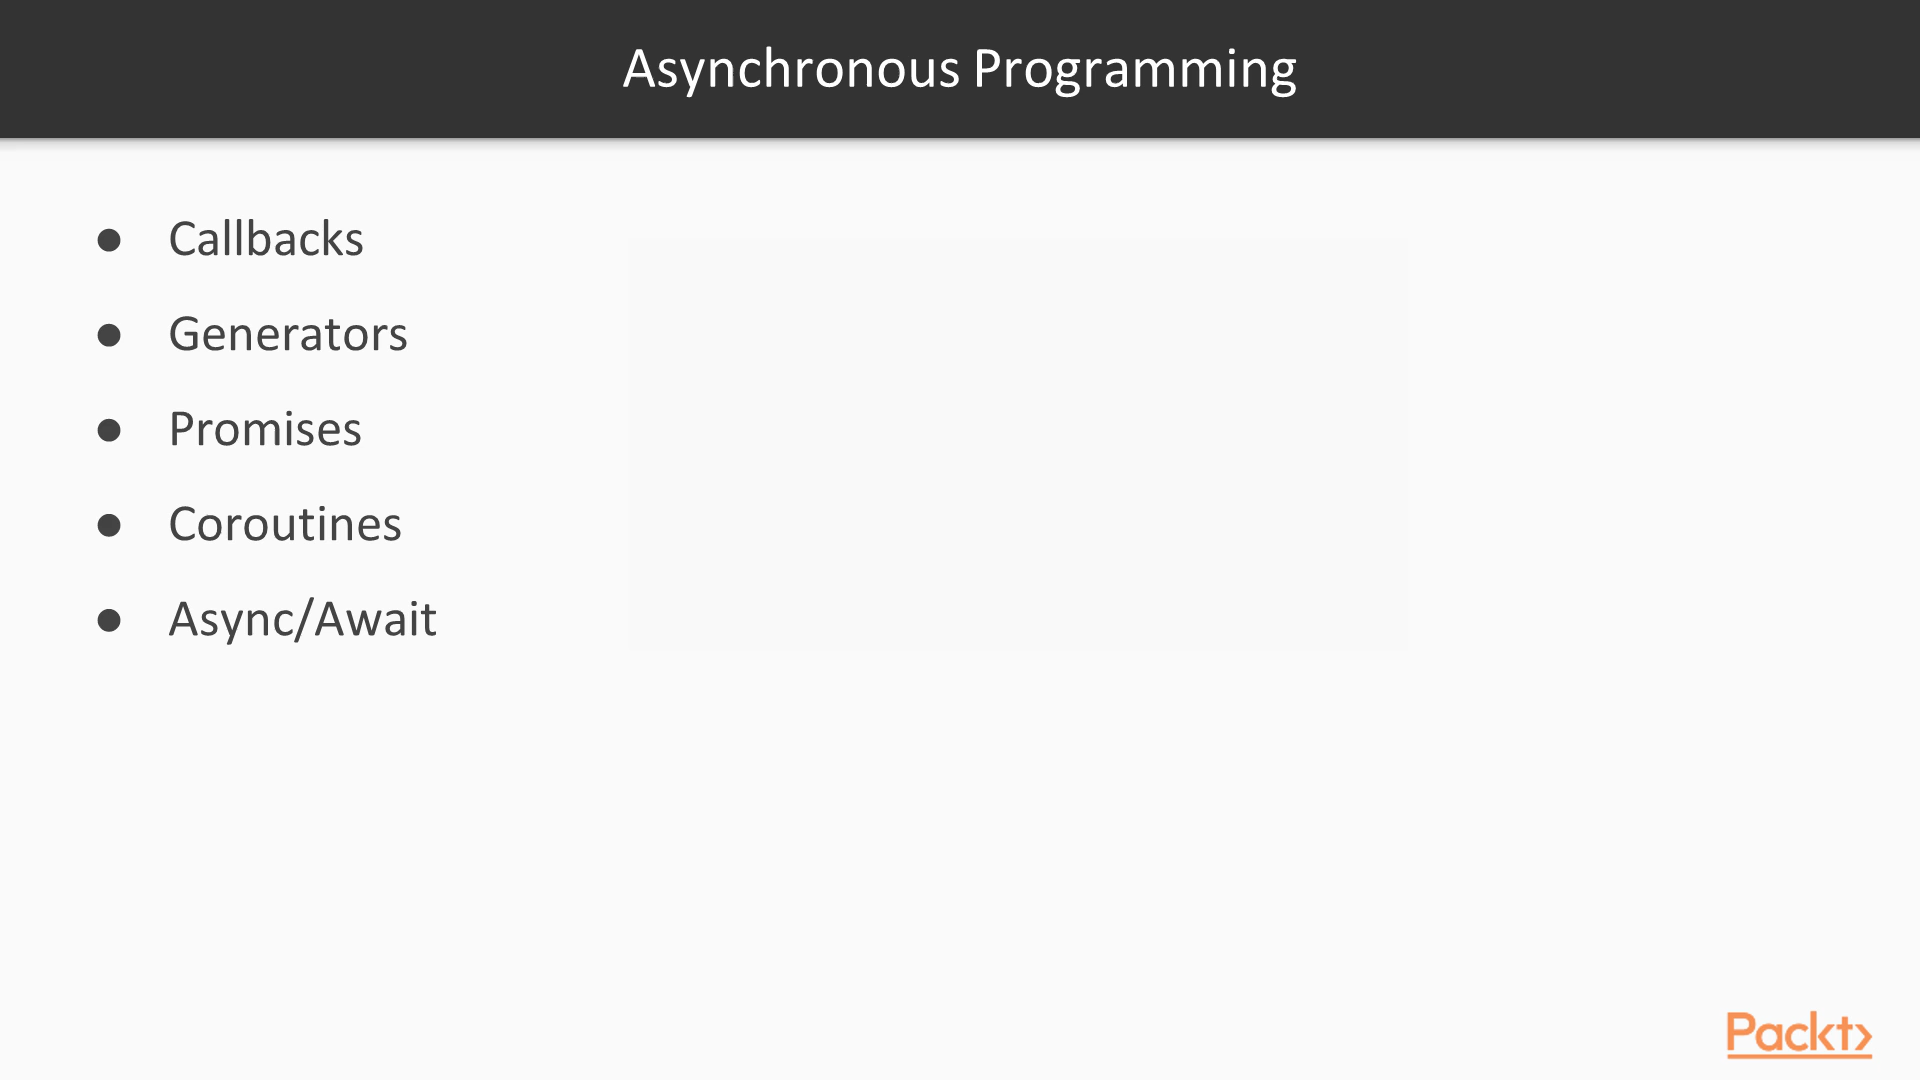 Asynchronous Programming
● Callbacks
● Generators
● Promises
● Coroutines
● Async/Await
Packt>